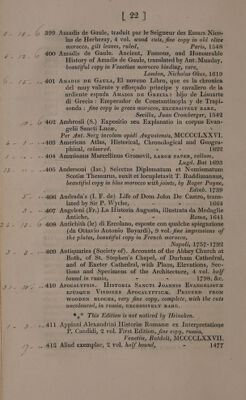 [ 22 ]
399 Amadis de Gaule, traduit par le Seigneur des Essars Nico-
las de Herberay, 4 vol. wood cuts, fine copy in old olive
morocco, gilt leaves, ruled, Paris, 1548
400 Amadis de Gaule. Ancient, Famous, and Honourable
History of Amadis de Gaule, translated by Ant. Munday,
beautiful copy in Venetian morocco binding, rare,
London, Nicholas Okes, 1619
401 AMADIS DE GAULA, El noveno Libro, que es la chronica
del muy valiente y efforçado principe y cavallero de la
ardiente espada AMADIS DE GRECIA: hijo de Lisuarte
di Grecia: Emperador de Constantinopla y de Trapi-
sonda: fine copy in green morocco, EXCESSIVELY RARE,
Sevilla, Juan Cromberger, 1542
402 Ambrosii (S.) Expositio seu Explanatio in corpus Evan-
gelii Sancti Lucæ,
Per Ant. Sorg incolam opidi Augustensis, MCCCCLXXVI.
403 American Atlas, Historical, Chronological and Geogra-
phical, coloured, 1822
404 Ammianus Marcellinus Gronovii, LARGE PAPER, vellum,
Lugd. Bat 1693
405 Anderseni (Jac.) Selectus Diplomatum et Numismatum
Scotiæ Thesaurus, auxit et locupletavit T. Ruddimannus,
beautiful copy in blue morocco with joints, by Roger Payne,
Edinb. 1739
406 Andrada's (I. F. de) Life of Dom John De Castro, trans-
lated by Sir P. Wyche, 1664
407 Angeloni (Fr.) La Historia Augusta, illustrata da Medaglie
Antiche, Roma, 1641
408 Antichità (le) di Ercolano, esposte con qualche spiegazione
(da Ottavio Antonio Bayardi), 9 vol. fine impressions of
the plates, beautiful copy in French morocco,
Napoli, 1757-1792
409 Antiquaries (Society of). Accounts of the Abbey Church at
Bath, of St. Stephen's Chapel, of Durham Cathedral,
and of Exeter Cathedral, with Plans, Elevations, Sec-
tions and Specimens of the Architecture, 4 vol. half
bound in russia, 1798, &c.
410 APOCALYPSIS. HISTORIA SANCTI JOANNIS EVANGELISTÆ
EJUSQUE VISIONES APOCALYPTICÆ. PRINTED FROM
WOODEN BLOCKS, very fine copy, complete, with the cuts
uncoloured, in russia, EXCESSIVELY RARE.
*** This Edition is not noticed by Heineken.
411 Appiani Alexandrini Historiæ Romanæ ex Interpretatione
P. Candidi, 2 vol. First Edition, fine copy, russia,
Venetiis, Ratdolt, MCCCCLXXVII.
412 Aliud exemplar, 2 vol. half bound, 1477